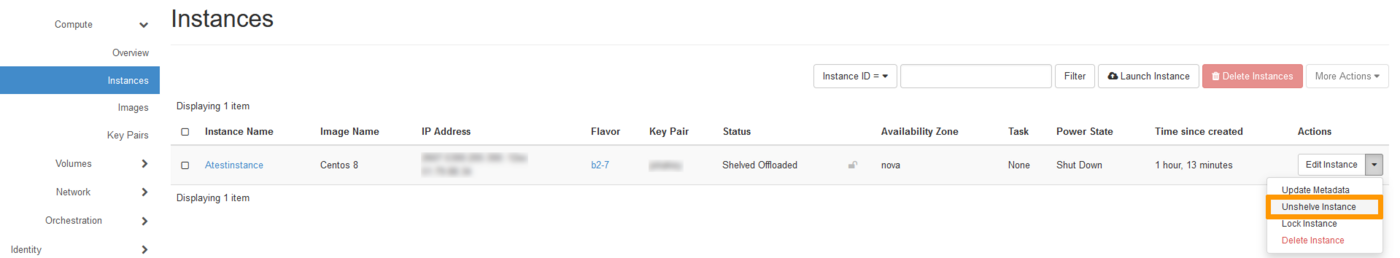 Instances
Compute
Overview
Instances
Images
Key Pairs
Volumes
Network
Orchestration
Identity
Instance ID =
Filter
Launch Instance
Delete Instances
More Actions
Displaying 1 item
Instance Name Image Name IP Address Flavor Key Pair Status Availability Zone Task Power State Time since created Actions
Atestinstance Centos 8 b2-7 Shelved Offloaded nova None Shut Down 1 hour, 13 minutes Edit Instance
Displaying 1 item
Update Metadata
Unshelve Instance
Lock Instance
Delete Instance